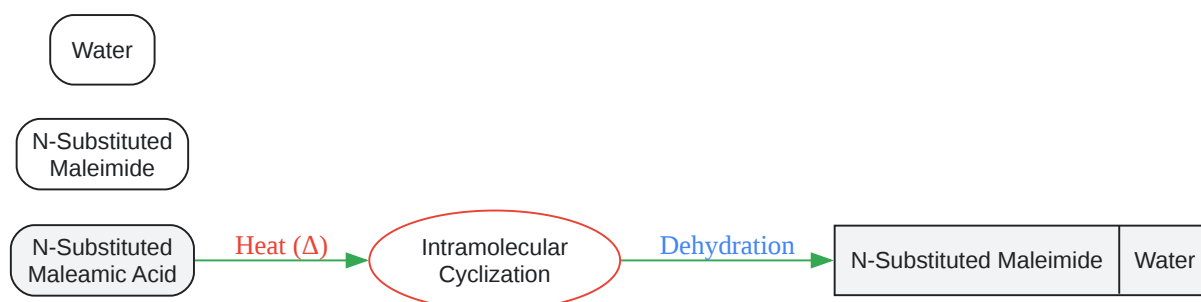 Water
N-Substituted
Maleimide
N-Substituted
Maleamic Acid
Heat (Δ)
Intramolecular
Cyclization
Dehydration
N-Substituted Maleimide
Water